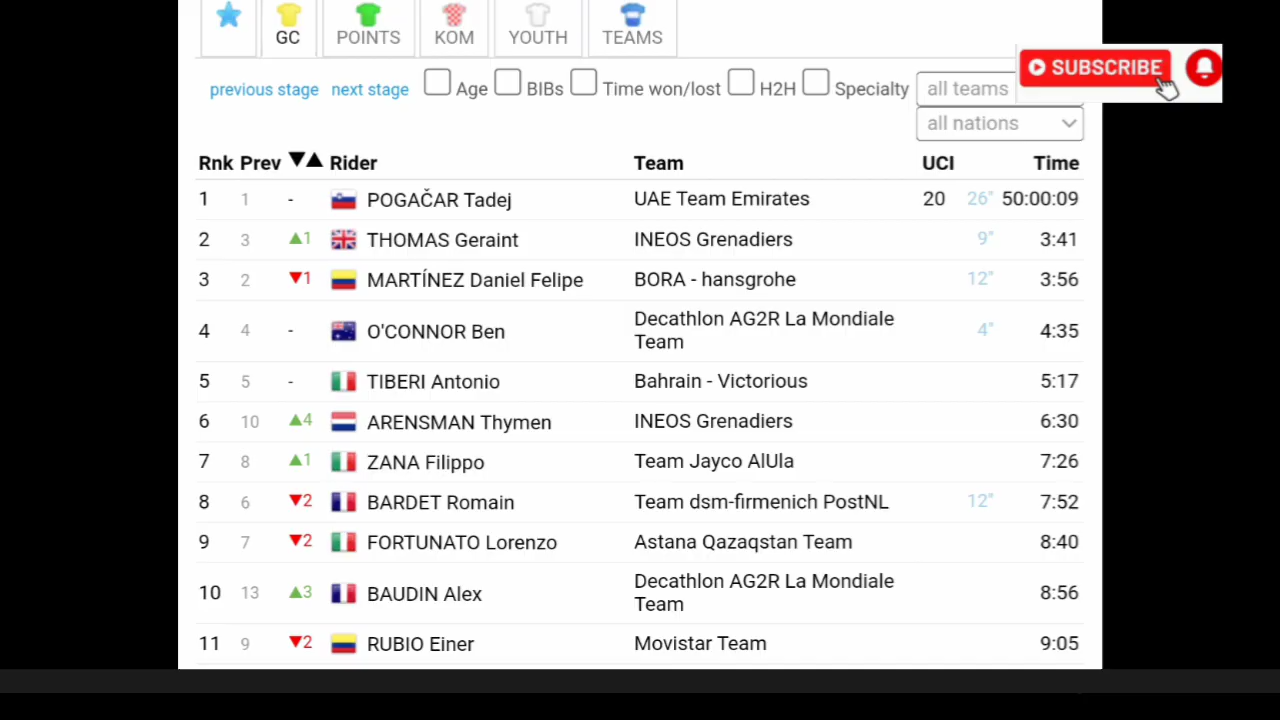 GC
POINTS
KOM
YOUTH
TEAMS
SUBSCRIBE
previous stage next stage Age BIBs Time won/lost H2H Specialty all teams
all nations
Rnk Prev ▼▲ Rider Team UCI Time
1 1 - POGAČAR Tadej UAE Team Emirates 20 26" 50:00:09
2 3 ▲1 THOMAS Geraint INEOS Grenadiers 9" 3:41
3 2 ▼1 MARTÍNEZ Daniel Felipe BORA - hansgrohe 12" 3:56
4 4 - O'CONNOR Ben Decathlon AG2R La Mondiale Team 4" 4:35
5 5 - TIBERI Antonio Bahrain - Victorious 5:17
6 10 ▲4 ARENSMAN Thymen INEOS Grenadiers 6:30
7 8 ▲1 ZANA Filippo Team Jayco AlUla 7:26
8 6 ▼2 BARDET Romain Team dsm-firmenich PostNL 12" 7:52
9 7 ▼2 FORTUNATO Lorenzo Astana Qazaqstan Team 8:40
10 13 ▲3 BAUDIN Alex Decathlon AG2R La Mondiale Team 8:56
11 9 ▼2 RUBIO Einer Movistar Team 9:05